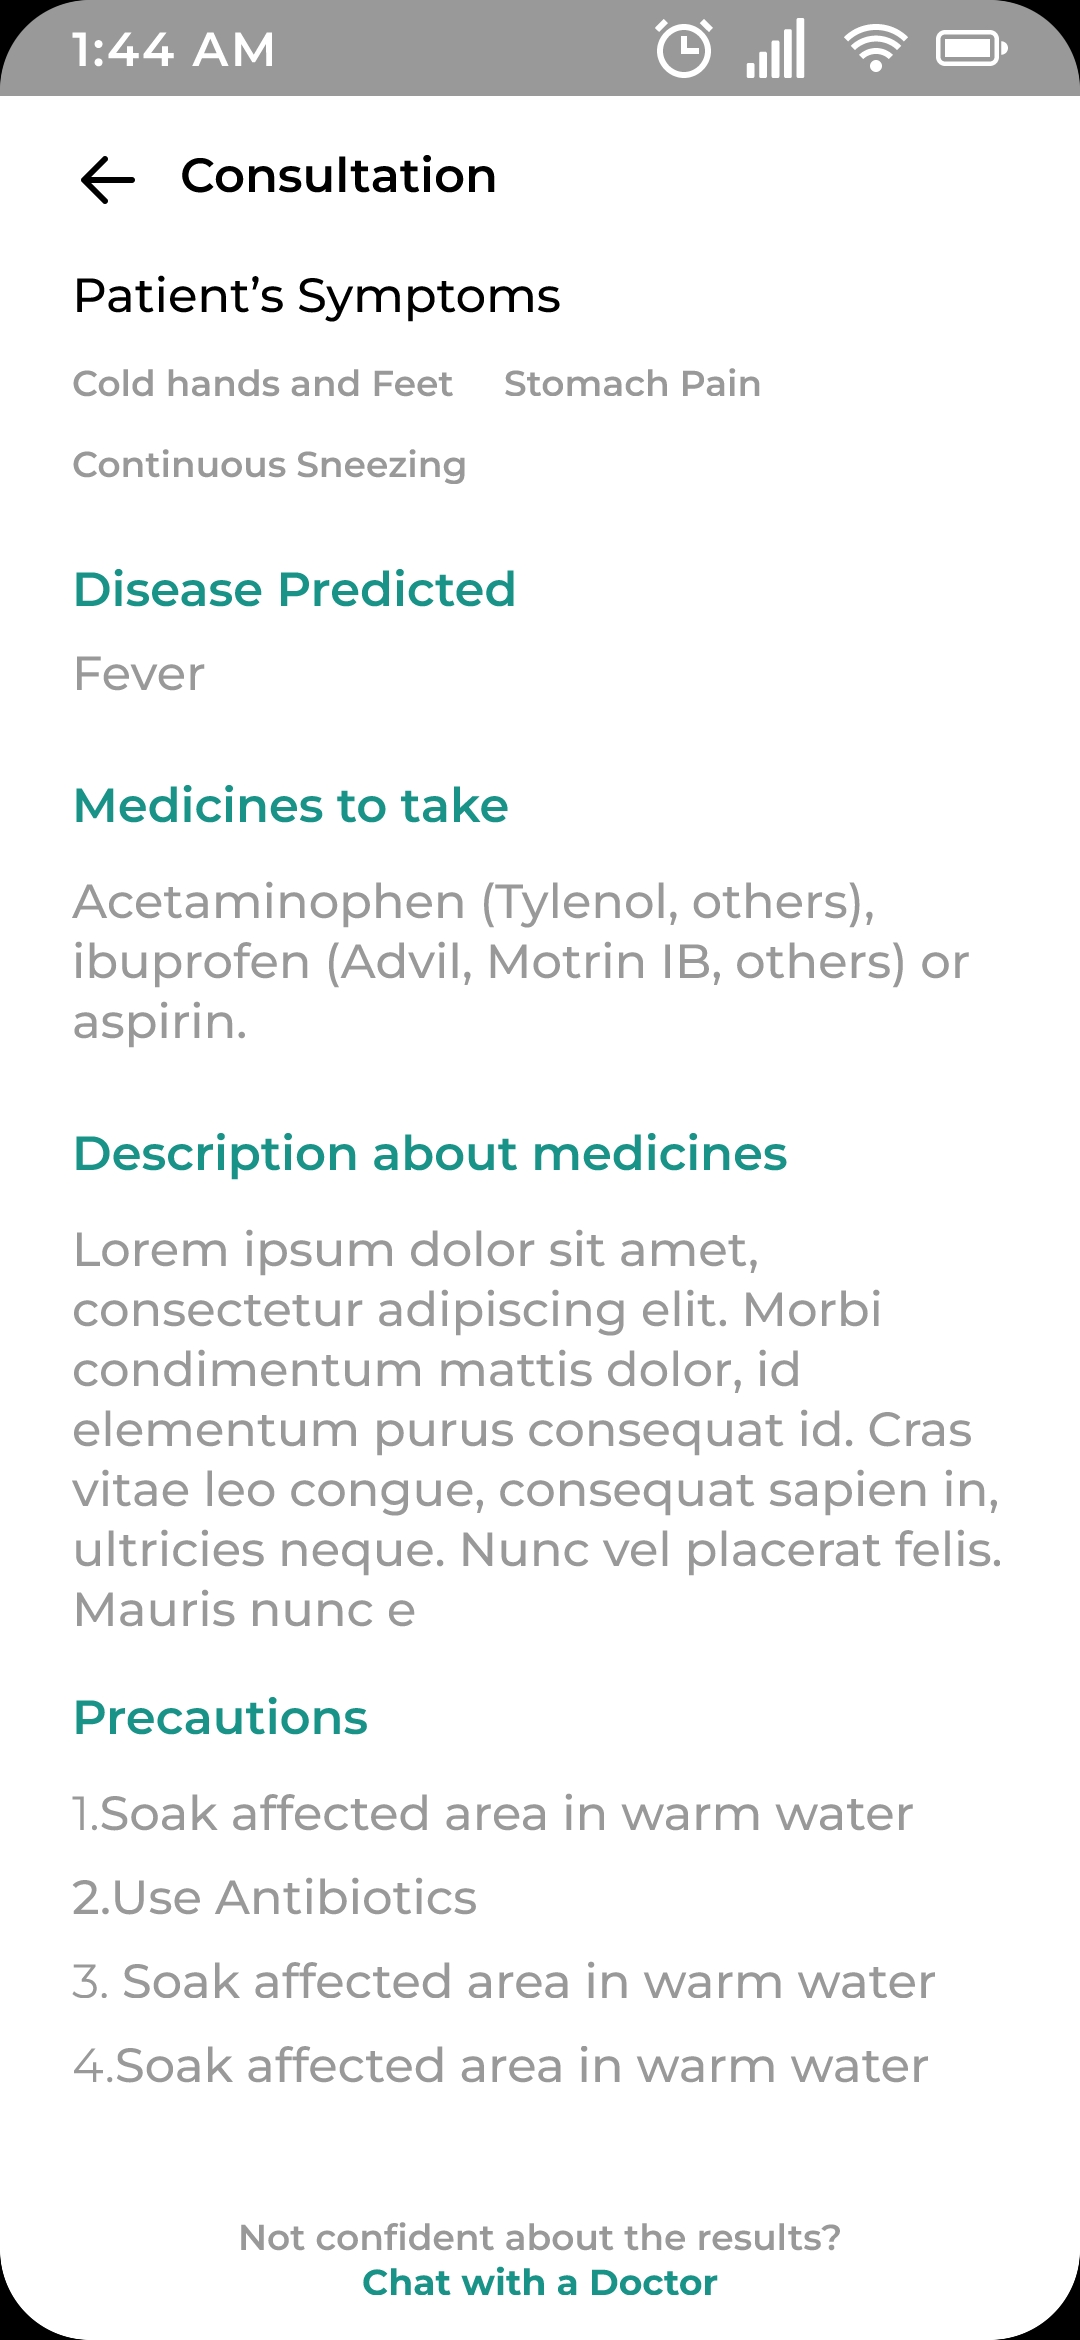 1:44 AM
Consultation
Patient’s Symptoms
Cold hands and Feet Stomach Pain
Continuous Sneezing
Disease Predicted
Fever
Medicines to take
Acetaminophen (Tylenol, others),
ibuprofen (Advil, Motrin IB, others) or
aspirin.
Description about medicines
Lorem ipsum dolor sit amet,
consectetur adipiscing elit. Morbi
condimentum mattis dolor, id
elementum purus consequat id. Cras
vitae leo congue, consequat sapien in,
ultricies neque. Nunc vel placerat felis.
Mauris nunc e
Precautions
1.Soak affected area in warm water
2.Use Antibiotics
3. Soak affected area in warm water
4.Soak affected area in warm water
Not confident about the results?
Chat with a Doctor